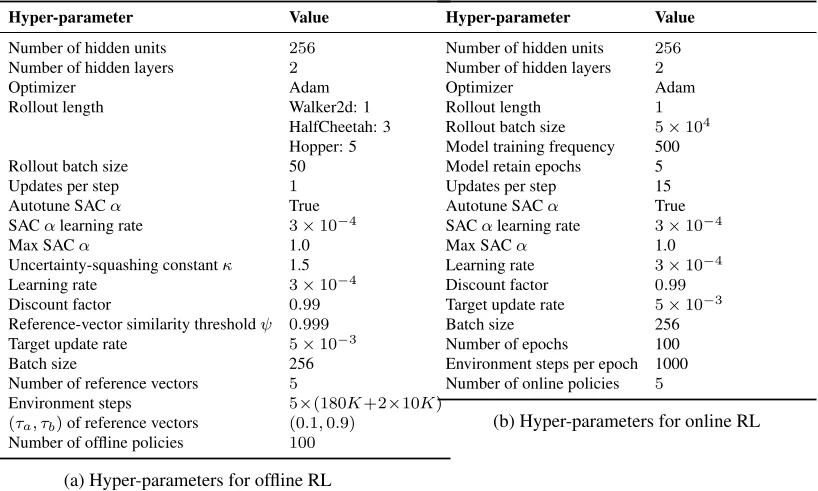 Hyper-parameter Value
Number of hidden units 256
Number of hidden layers 2
Optimizer Adam
Rollout length Walker2d: 1
HalfCheetah: 3
Hopper: 5
Rollout batch size 50
Updates per step 1
Autotune SAC α True
SAC α learning rate 3 × 10⁻⁴
Max SAC α 1.0
Uncertainty-squashing constant κ 1.5
Learning rate 3 × 10⁻⁴
Discount factor 0.99
Reference-vector similarity threshold ψ 0.999
Target update rate 5 × 10⁻³
Batch size 256
Number of reference vectors 5
Environment steps 5×(180K+2×10K)
(τₐ, τ_b) of reference vectors (0.1, 0.9)
Number of offline policies 100
(a) Hyper-parameters for offline RL
Hyper-parameter Value
Number of hidden units 256
Number of hidden layers 2
Optimizer Adam
Rollout length 1
Rollout batch size 5 × 10⁴
Model training frequency 500
Model retain epochs 5
Updates per step 15
Autotune SAC α True
SAC α learning rate 3 × 10⁻⁴
Max SAC α 1.0
Learning rate 3 × 10⁻⁴
Discount factor 0.99
Target update rate 5 × 10⁻³
Batch size 256
Number of epochs 100
Environment steps per epoch 1000
Number of online policies 5
(b) Hyper-parameters for online RL